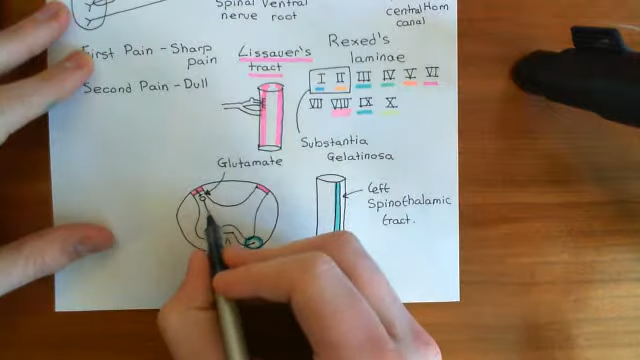 Spinal Ventral
nerve root
central Horn
canal
First Pain - Sharp
pain
Second Pain - Dull
Lissauer's
tract
Rexed's
laminae
I II III IV V VI
VII VIII IX X
Substantia
Gelatinosa
Glutamate
Left
Spinothalamic
tract.